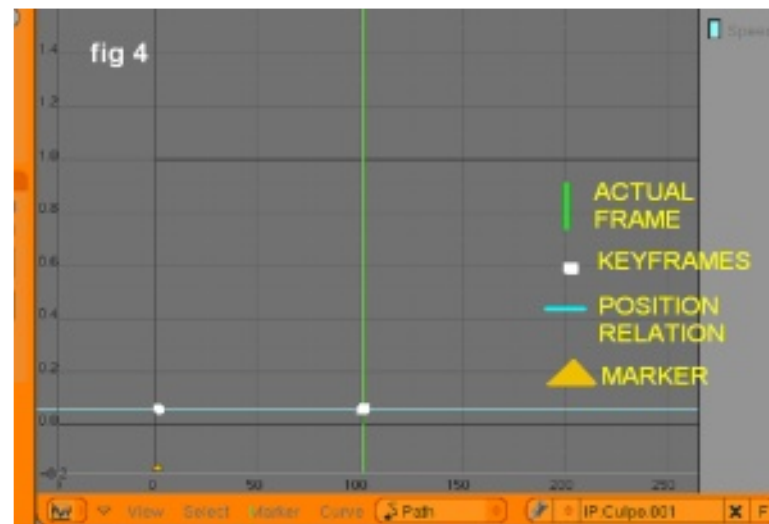 fig 4
Speed
1.4
1.2
1.0
0.8
0.6
0.4
0.2
0.0
0 50 100 150 200 250
ACTUAL
FRAME
KEYFRAMES
POSITION
RELATION
MARKER
View Select Marker Curve Path IP:Culpo.001 F